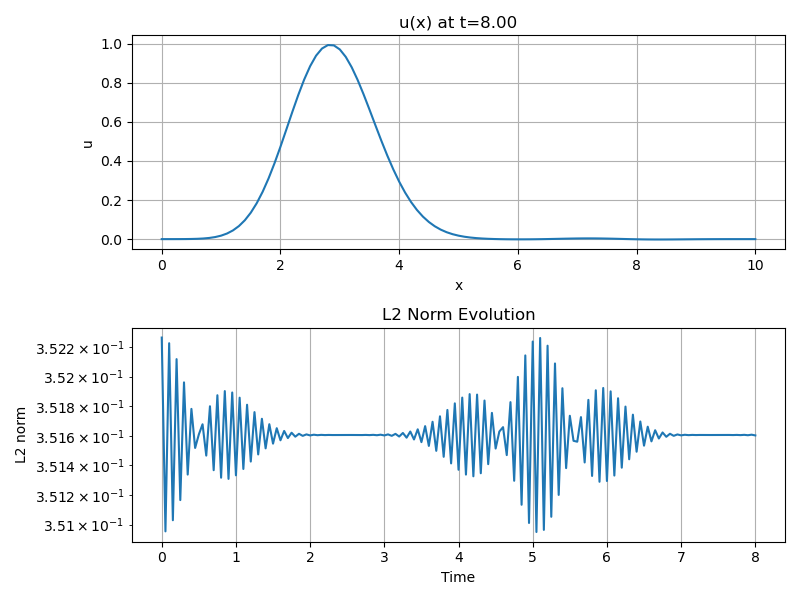 u(x) at t=8.00
1.0
0.8
0.6
0.4
0.2
0.0
u
0 2 4 6 8 10
x
L2 Norm Evolution
3.522 × 10⁻¹
3.52 × 10⁻¹
3.518 × 10⁻¹
3.516 × 10⁻¹
3.514 × 10⁻¹
3.512 × 10⁻¹
3.51 × 10⁻¹
L2 norm
0 1 2 3 4 5 6 7 8
Time